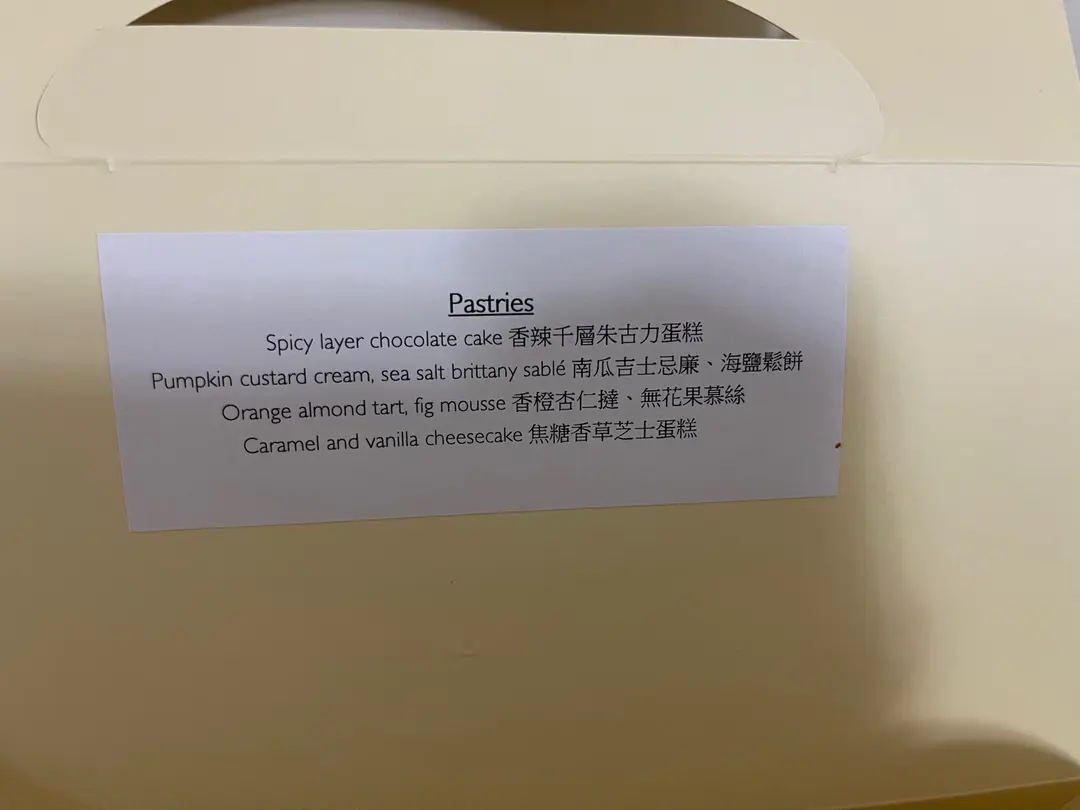 Pastries
Spicy layer chocolate cake 香辣千層朱古力蛋糕
Pumpkin custard cream, sea salt brittany sablé 南瓜吉士忌廉、海鹽鬆餅
Orange almond tart, fig mousse 香橙杏仁撻、無花果慕絲
Caramel and vanilla cheesecake 焦糖香草芝士蛋糕